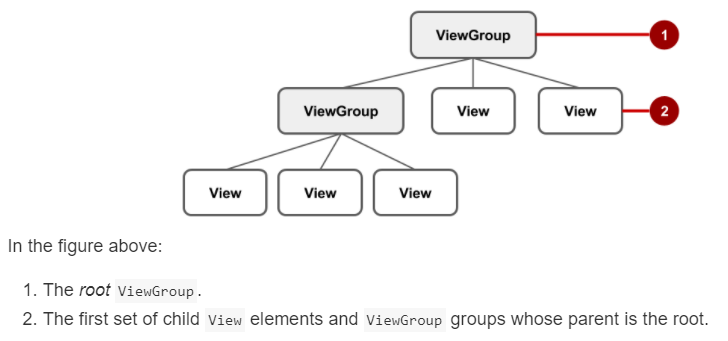 ViewGroup 1
ViewGroup View View 2
View View View
In the figure above:
1. The root ViewGroup.
2. The first set of child View elements and ViewGroup groups whose parent is the root.